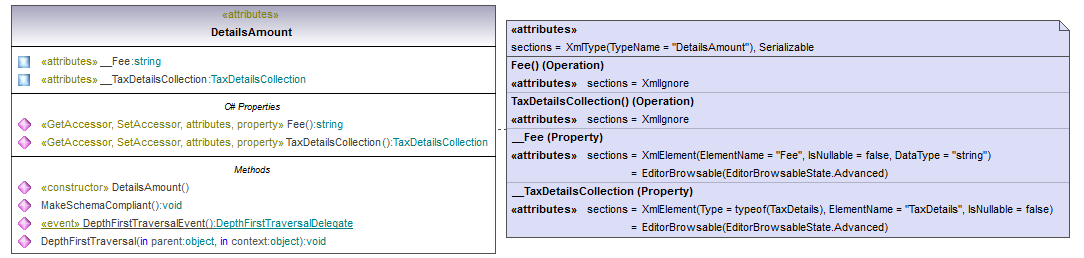 «attributes»
DetailsAmount
«attributes» __Fee:string
«attributes» __TaxDetailsCollection:TaxDetailsCollection
C# Properties
«GetAccessor, SetAccessor, attributes, property» Fee():string
«GetAccessor, SetAccessor, attributes, property» TaxDetailsCollection():TaxDetailsCollection
Methods
«constructor» DetailsAmount()
MakeSchemaCompliant():void
«event» DepthFirstTraversalEvent():DepthFirstTraversalDelegate
DepthFirstTraversal(in parent:object, in context:object):void
«attributes»
sections = XmlType(TypeName = "DetailsAmount"), Serializable
Fee() (Operation)
«attributes» sections = XmlIgnore
TaxDetailsCollection() (Operation)
«attributes» sections = XmlIgnore
__Fee (Property)
«attributes» sections = XmlElement(ElementName = "Fee", IsNullable = false, DataType = "string")
= EditorBrowsable(EditorBrowsableState.Advanced)
__TaxDetailsCollection (Property)
«attributes» sections = XmlElement(Type = typeof(TaxDetails), ElementName = "TaxDetails", IsNullable = false)
= EditorBrowsable(EditorBrowsableState.Advanced)